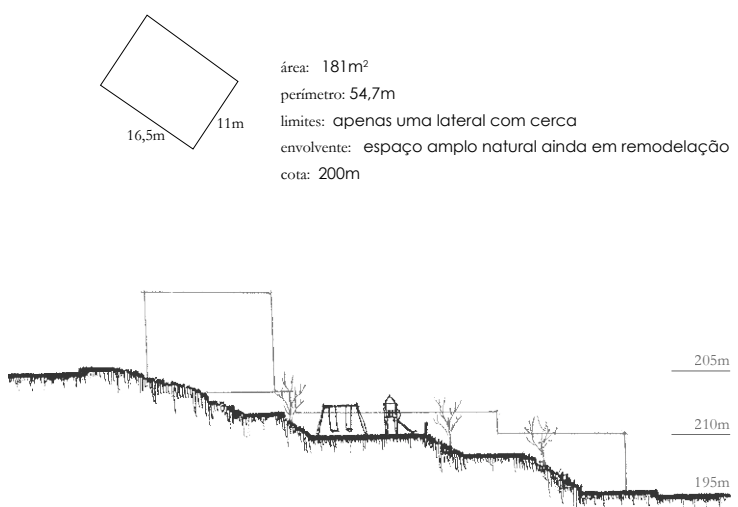 área: 181m²
perímetro: 54,7m
limites: apenas uma lateral com cerca
envolvente: espaço amplo natural ainda em remodelação
cota: 200m
11m
16,5m
205m
210m
195m